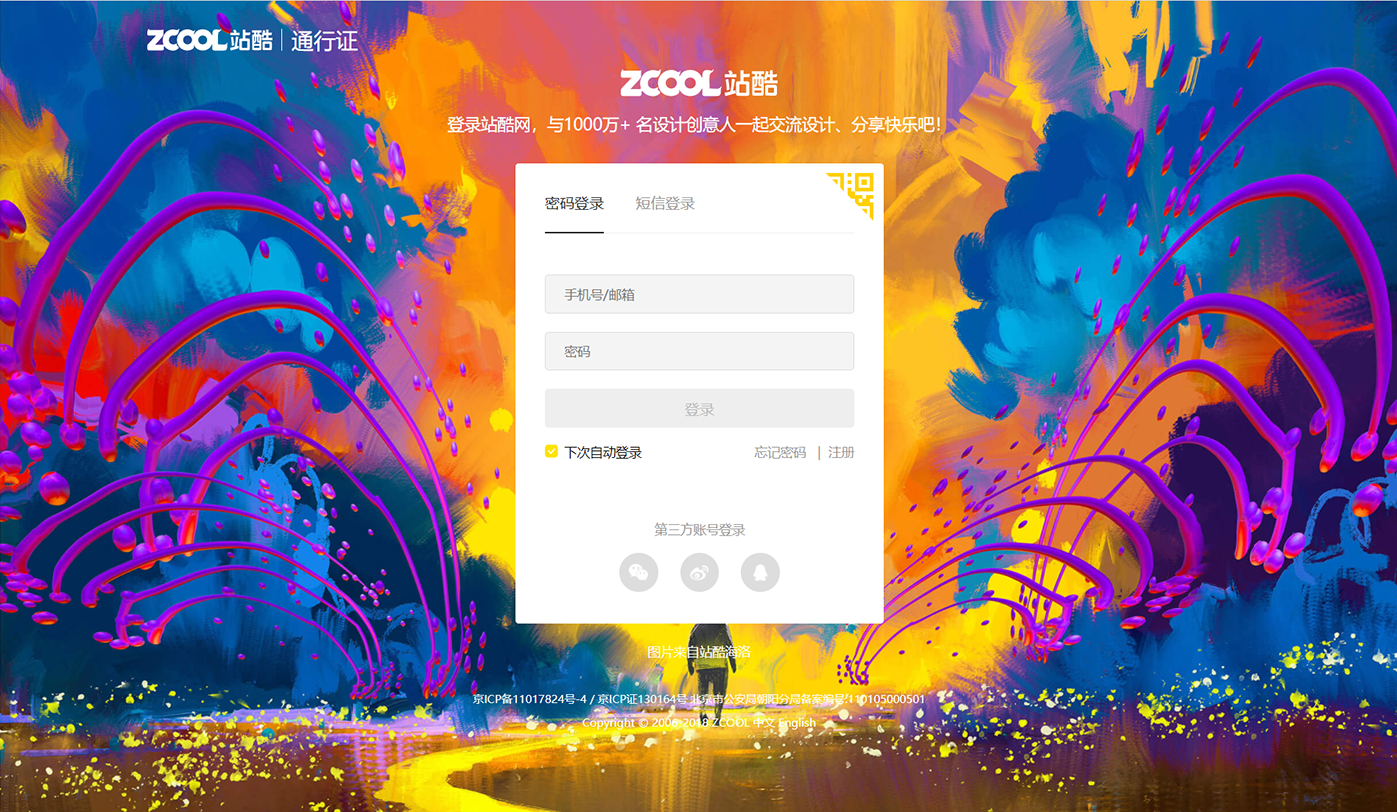 ZCOOL站酷 | 通行证
ZCOOL站酷
登录站酷网，与1000万+ 名设计创意人一起交流设计、分享快乐吧！
密码登录 短信登录
手机号/邮箱
密码
登录
下次自动登录 忘记密码 | 注册
第三方账号登录
图片来自站酷海洛
京ICP备11017824号-4 / 京ICP证130164号 北京市公安局朝阳分局备案编号:110105000501
Copyright © 2006-2018 ZCOOL 中文 English